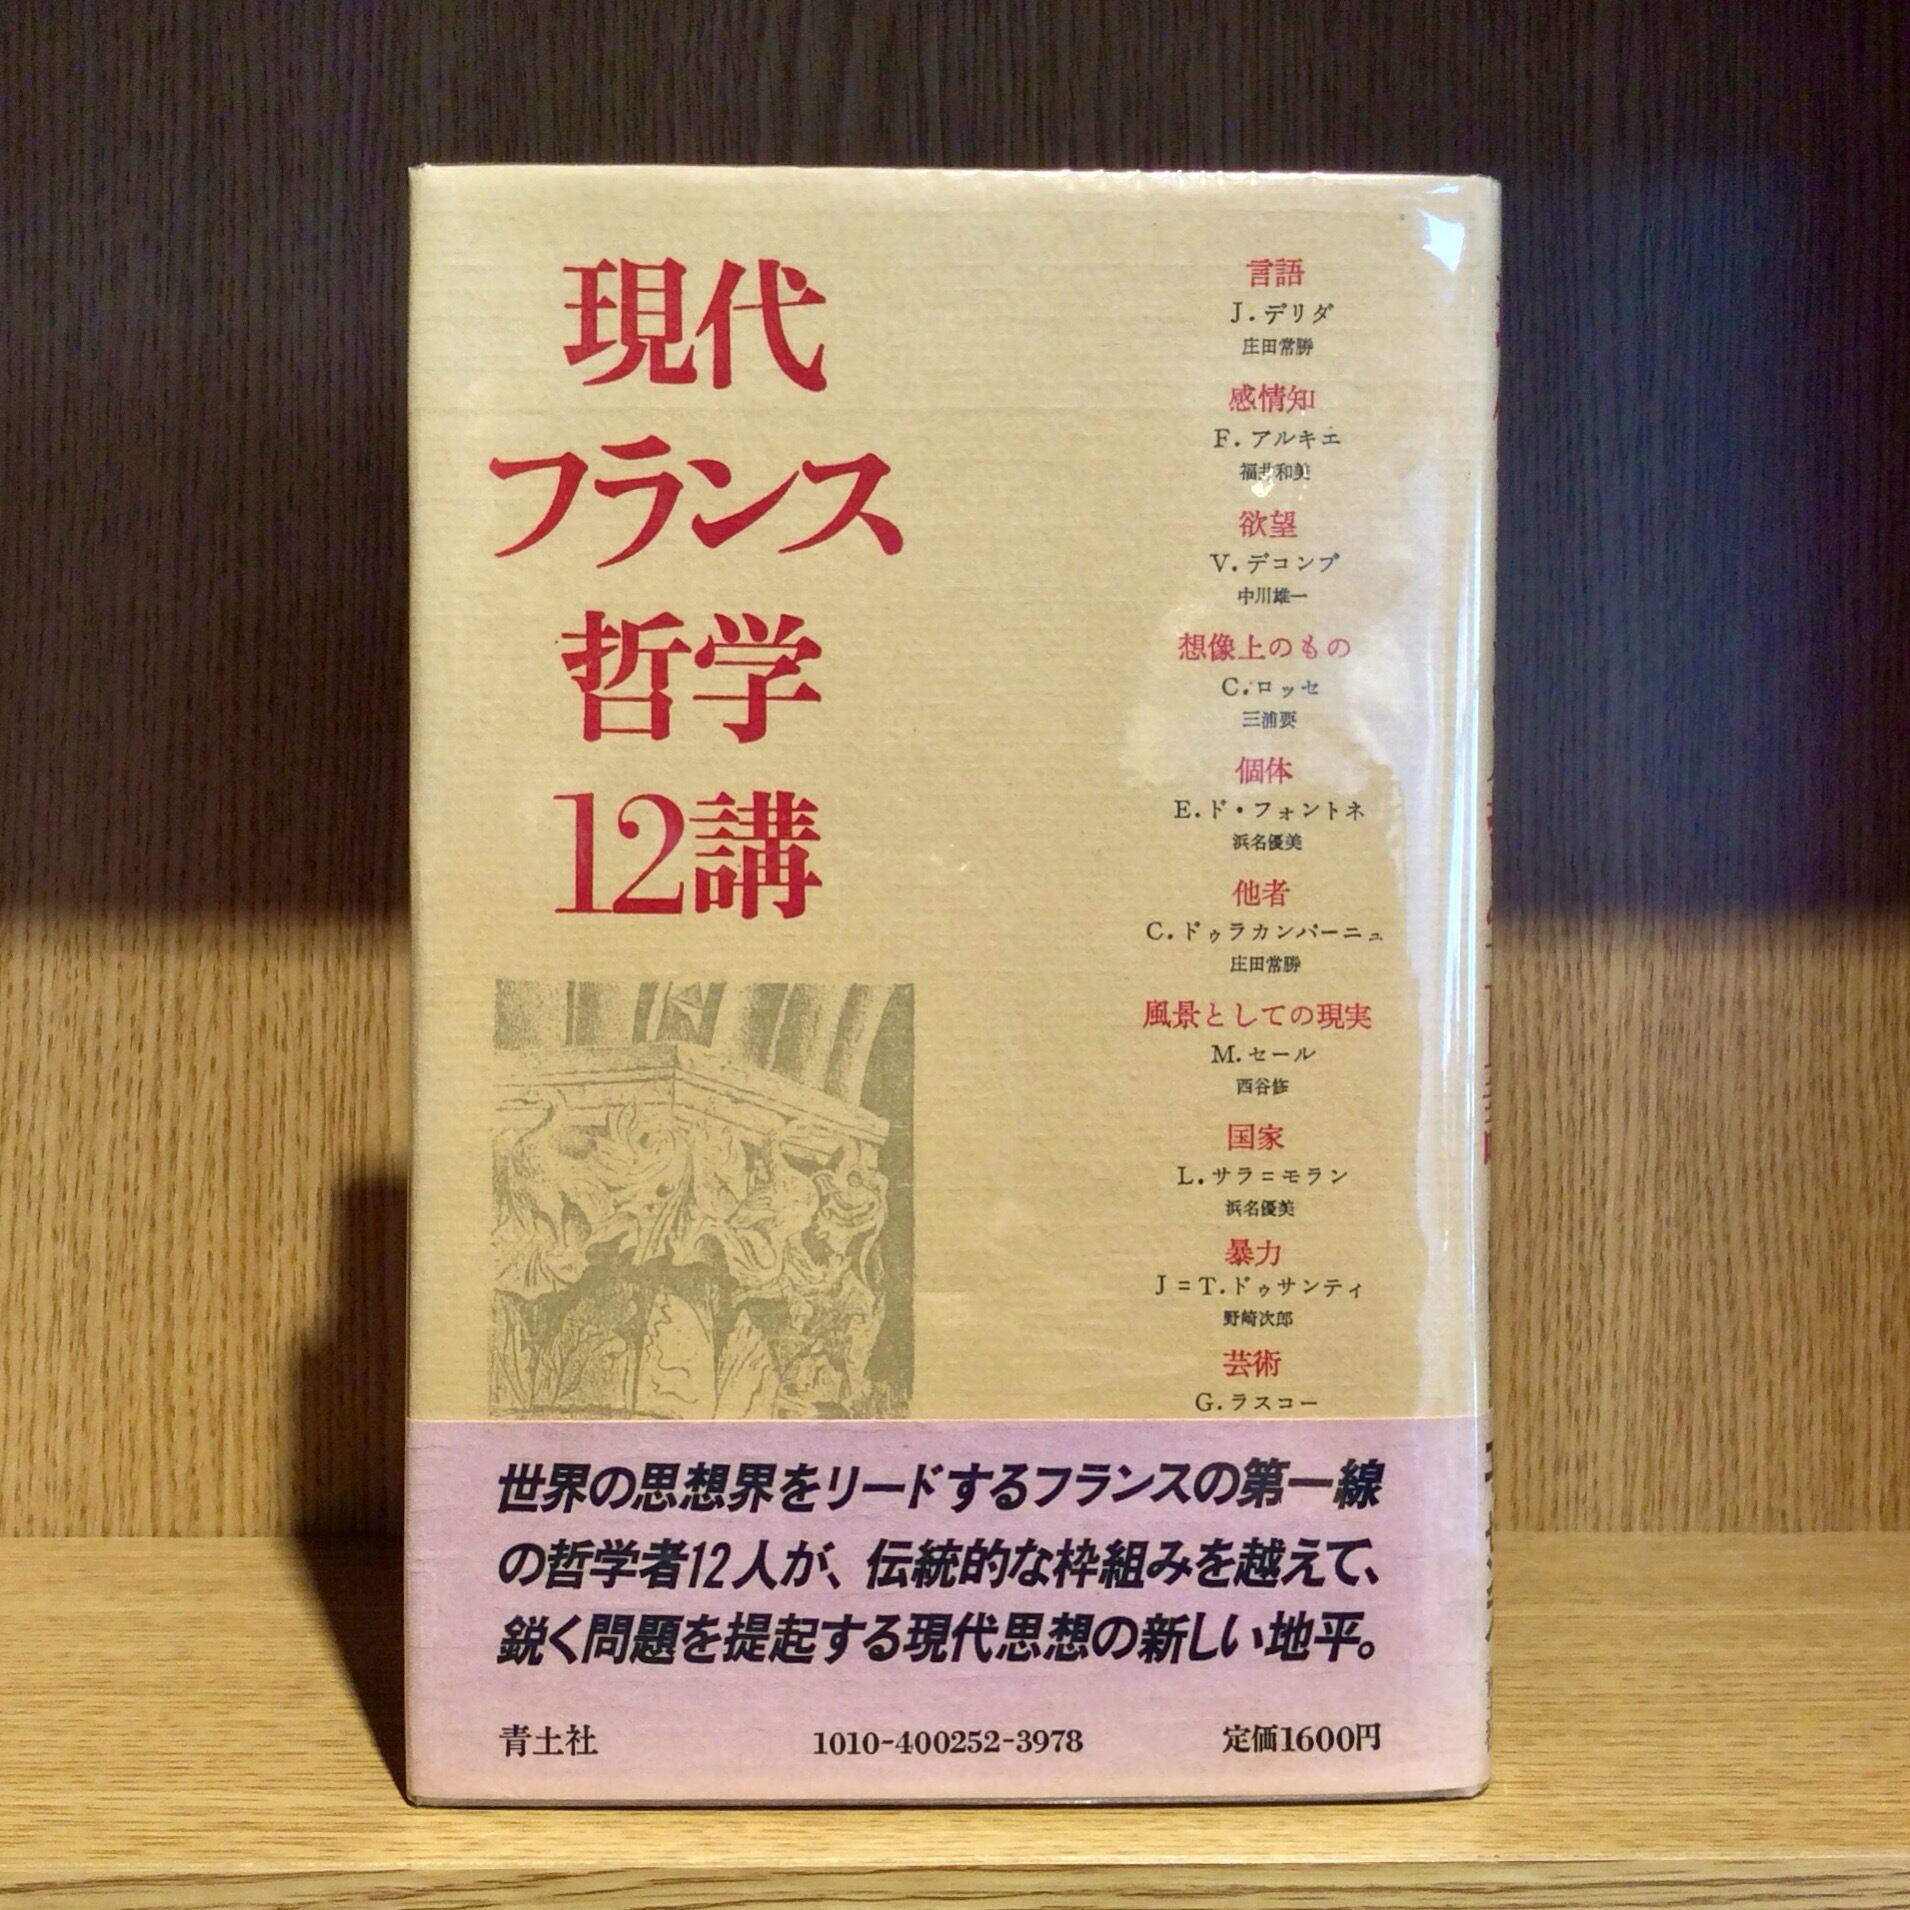 現代
フランス
哲学
12講
言語
J.デリダ
庄田常勝
感情知
F.アルキエ
福井和美
欲望
V.デコンブ
中川雄一
想像上のもの
C.ロッセ
三浦要
個体
E.ド・フォントネ
浜名優美
他者
C.ドゥラカンパーニュ
庄田常勝
風景としての現実
M.セール
西谷修
国家
L.サラ=モラン
浜名優美
暴力
J=T.ドゥサンティ
野崎次郎
芸術
G.ラスコー
世界の思想界をリードするフランスの第一線
の哲学者12人が、伝統的な枠組みを越えて、
鋭く問題を提起する現代思想の新しい地平。
青土社
1010-400252-3978
定価1600円